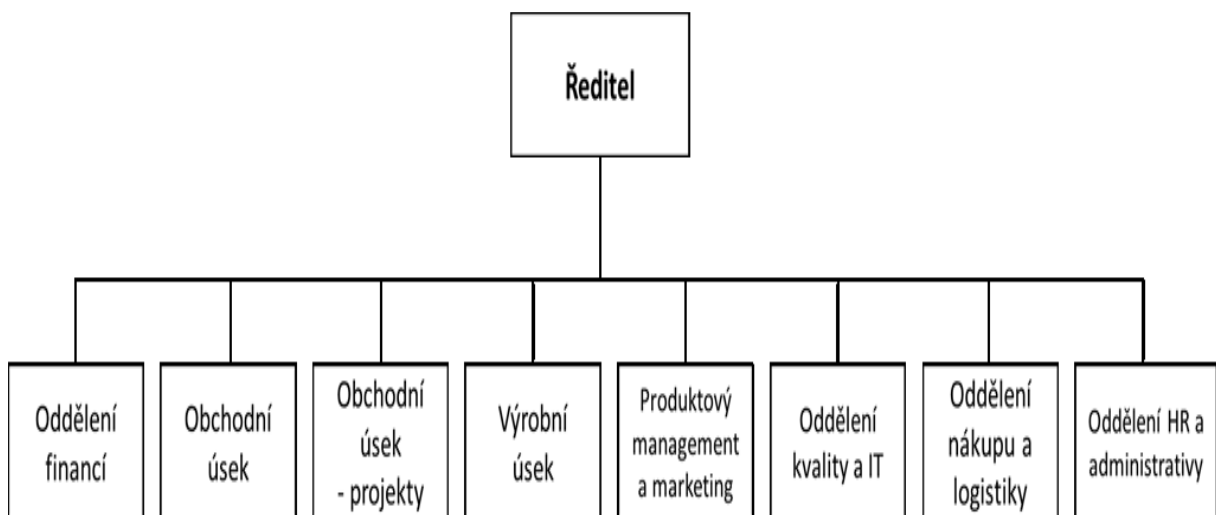 Ředitel
Oddělení
financí
Obchodní
úsek
Obchodní
úsek
- projekty
Výrobní
úsek
Produktový
management
a marketing
Oddělení
kvality a IT
Oddělení
nákupu a
logistiky
Oddělení HR a
administrativy